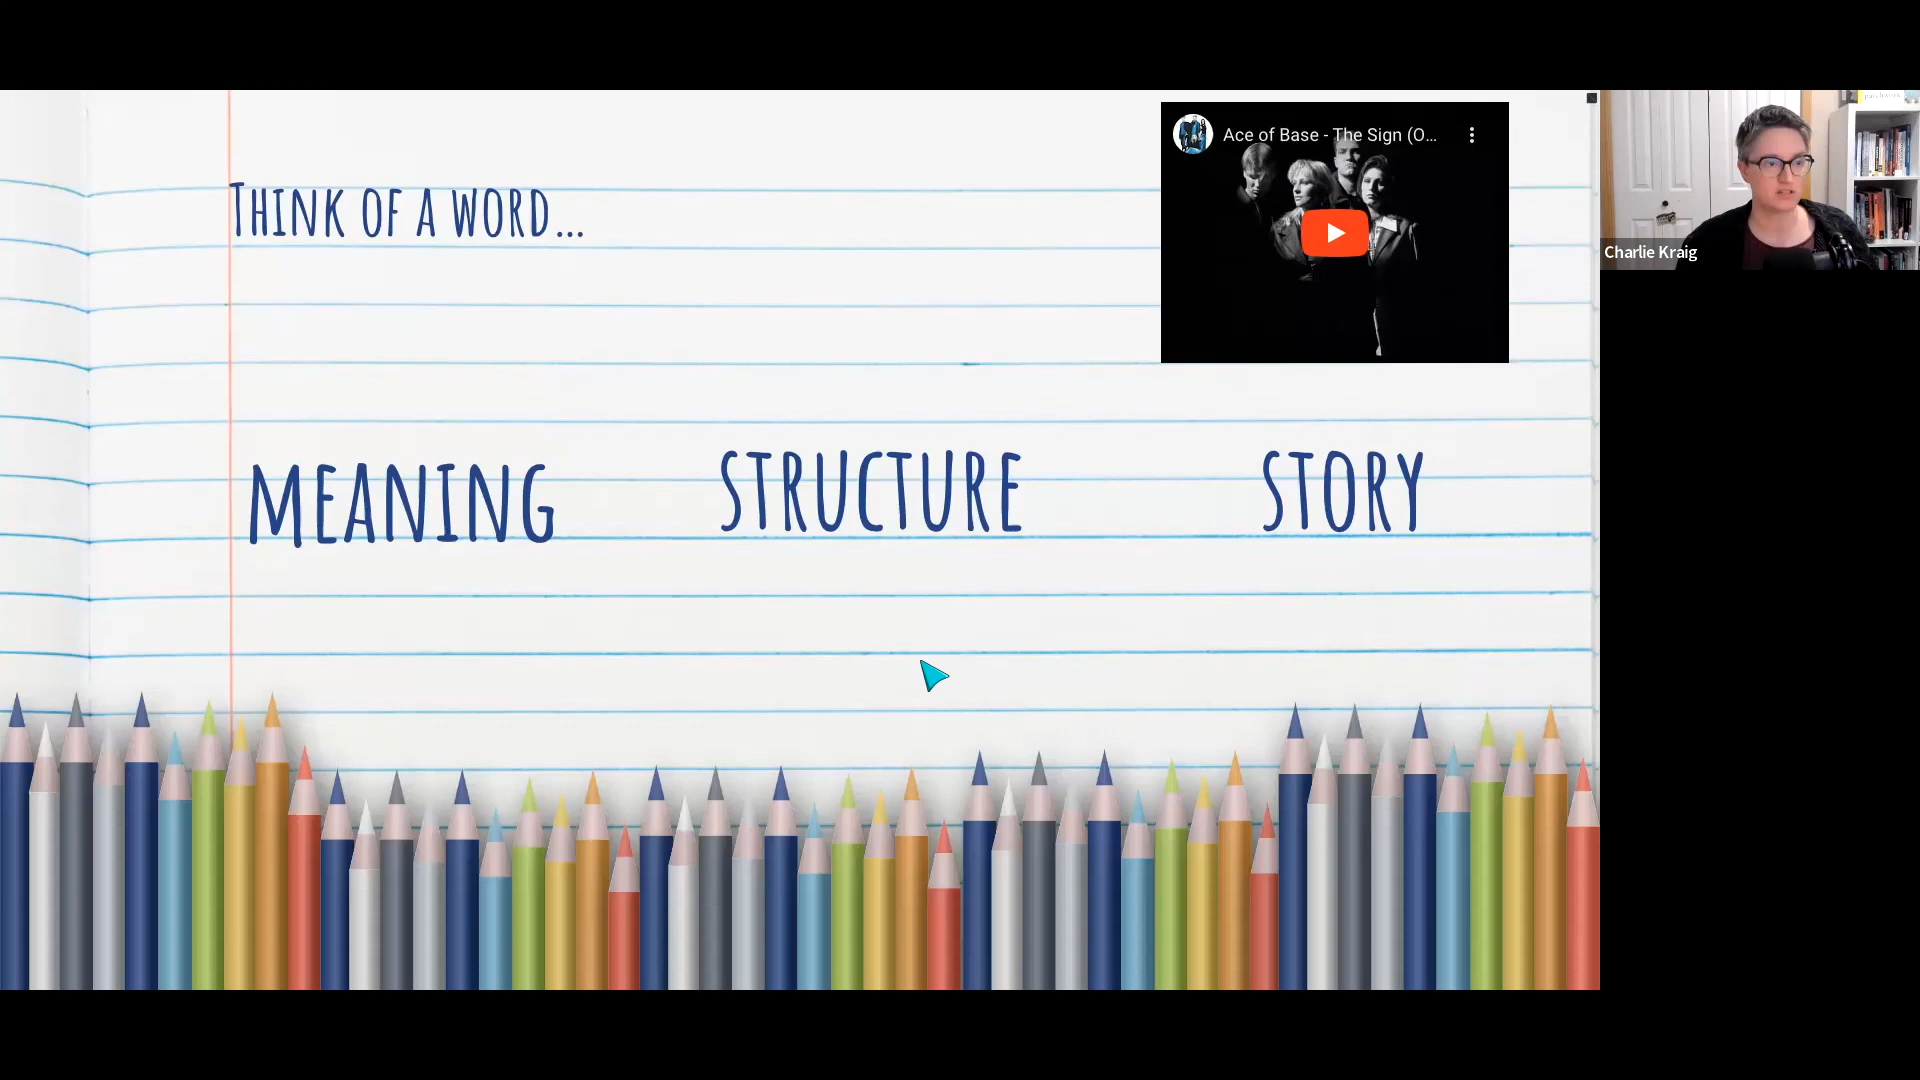 THINK OF A WORD...
Ace of Base - The Sign (O...
MEANING
STRUCTURE
STORY
Charlie Kraig